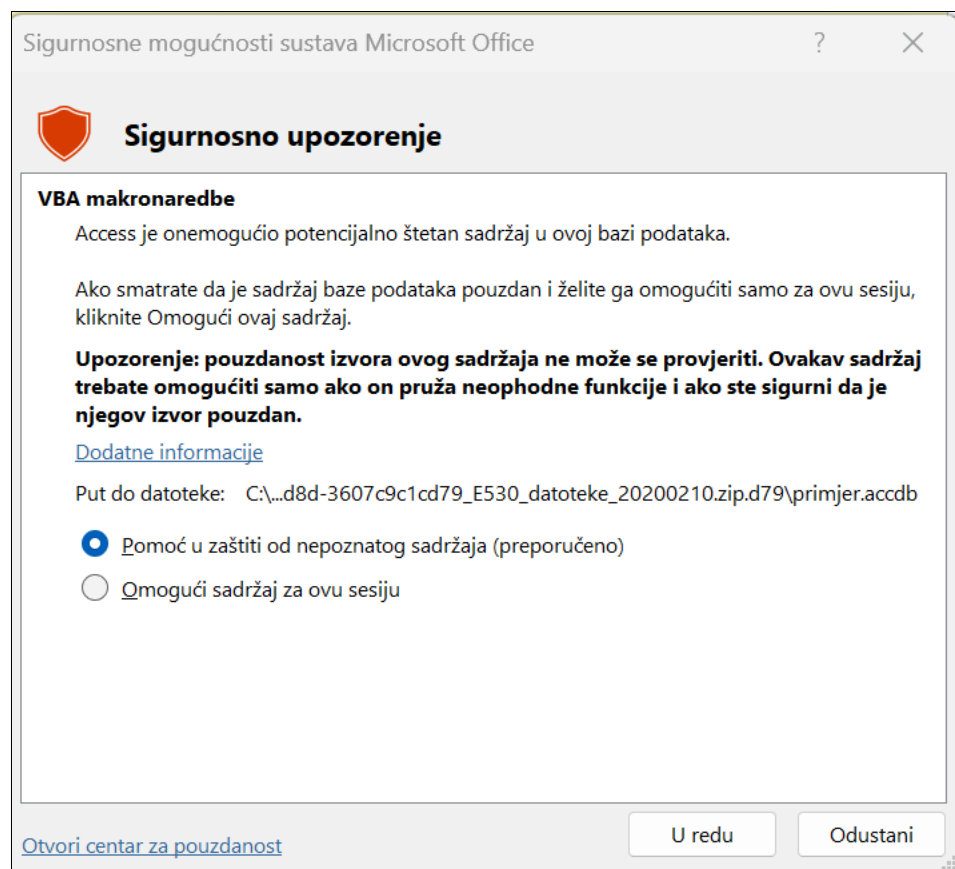 Sigurnosne mogućnosti sustava Microsoft Office
?
Sigurnosno upozorenje
VBA makronaredbe
Access je onemogućio potencijalno štetan sadržaj u ovoj bazi podataka.
Ako smatrate da je sadržaj baze podataka pouzdan i želite ga omogućiti samo za ovu sesiju,
kliknite Omogući ovaj sadržaj.
Upozorenje: pouzdanost izvora ovog sadržaja ne može se provjeriti. Ovakav sadržaj
trebate omogućiti samo ako on pruža neophodne funkcije i ako ste sigurni da je
njegov izvor pouzdan.
Dodatne informacije
Put do datoteke: C:\...d8d-3607c9c1cd79_E530_datoteke_20200210.zip.d79\primjer.accdb
Pomoć u zaštiti od nepoznatog sadržaja (preporučeno)
Omogući sadržaj za ovu sesiju
Otvori centar za pouzdanost
U redu
Odustani